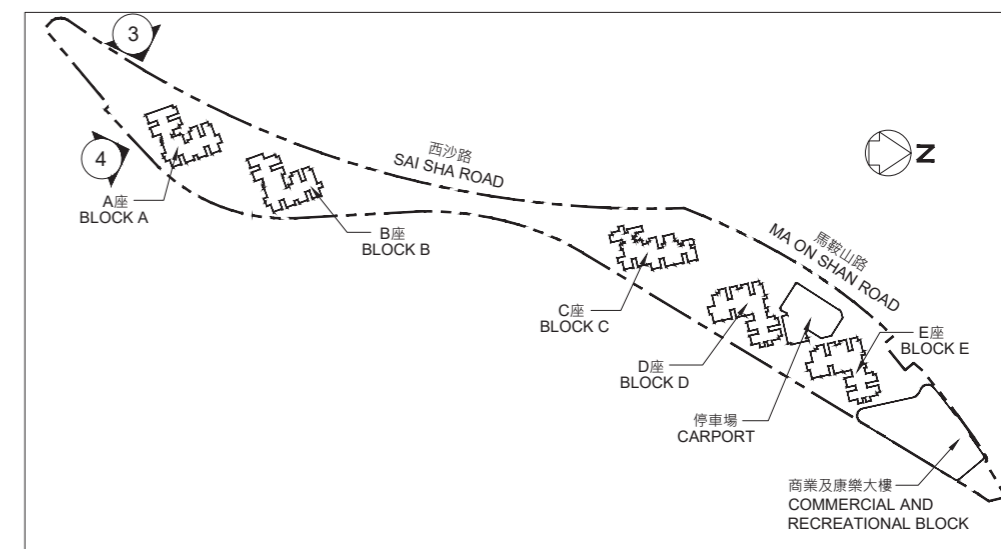 3
4
西沙路
SAI SHA ROAD
N
A座
BLOCK A
B座
BLOCK B
馬鞍山路
MA ON SHAN ROAD
C座
BLOCK C
E座
BLOCK E
D座
BLOCK D
停車場
CARPORT
商業及康樂大樓
COMMERCIAL AND
RECREATIONAL BLOCK